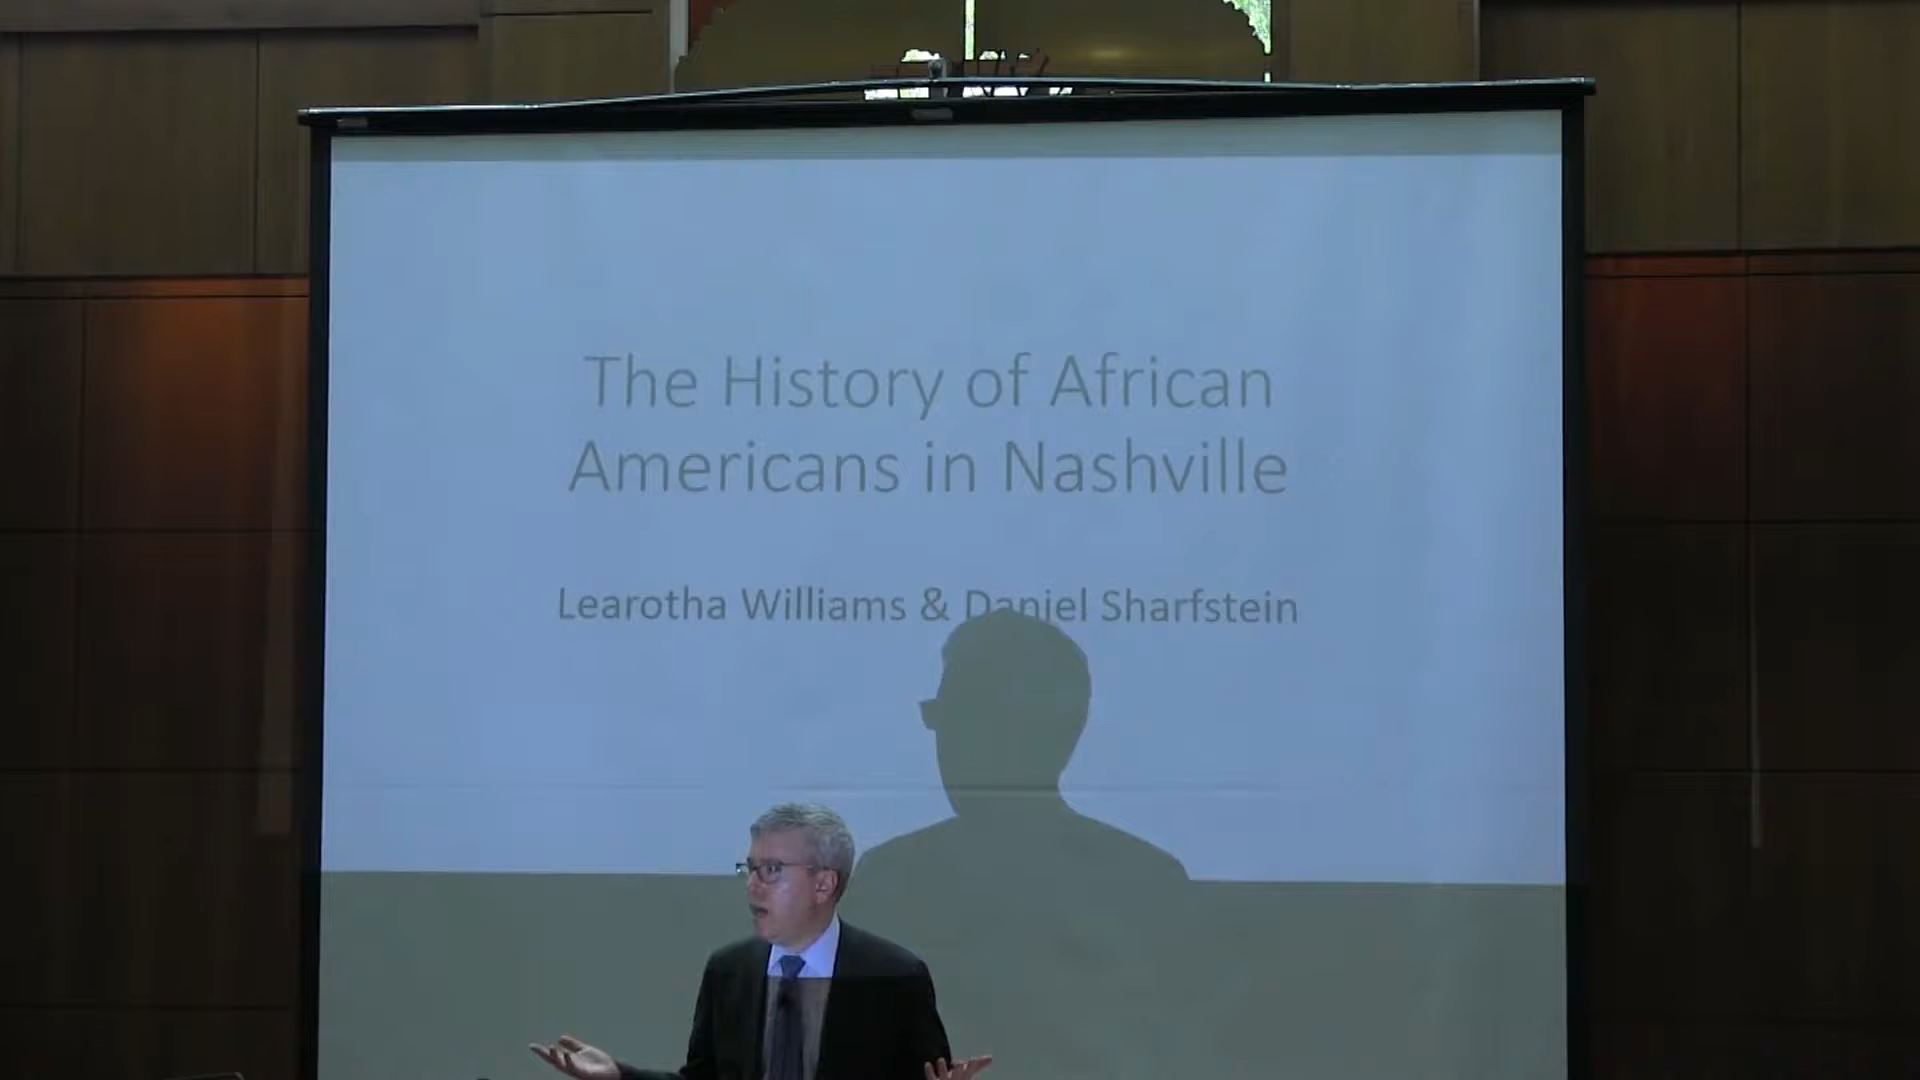 The History of African
Americans in Nashville
Learotha Williams & Daniel Sharfstein